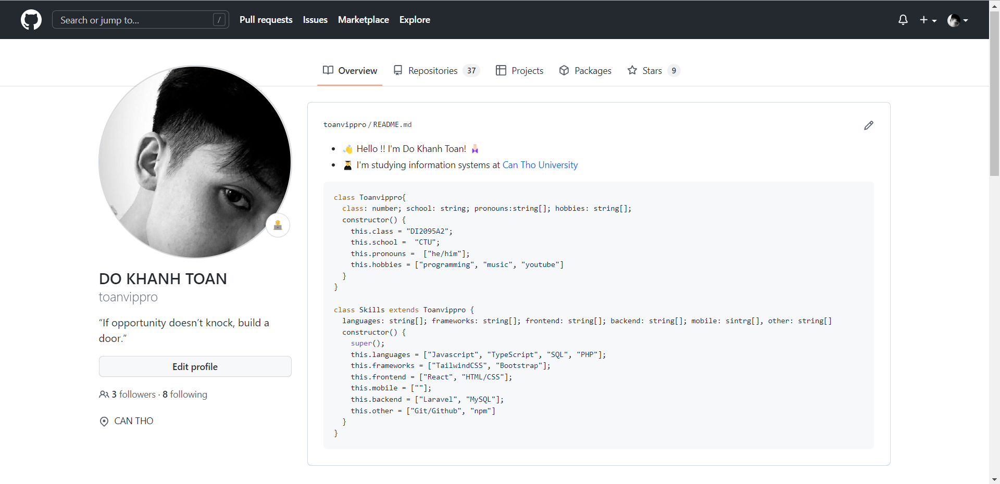 Search or jump to... /
Pull requests Issues Marketplace Explore
Overview Repositories 37 Projects Packages Stars 9
toanvippro / README.md
👋 Hello !! I'm Do Khanh Toan!
👨‍🎓 I'm studying information systems at Can Tho University
class Toanvippro{
  class: number; school: string; pronouns:string[]; hobbies: string[];
  constructor() {
    this.class = "DI2095A2";
    this.school =  "CTU";
    this.pronouns =  ["he/him"];
    this.hobbies = ["programming", "music", "youtube"]
  }
}
class Skills extends Toanvippro {
  languages: string[]; frameworks: string[]; frontend: string[]; backend: string[]; mobile: sintrg[], other: string[]
  constructor() {
    super();
    this.languages = ["Javascript", "TypeScript", "SQL", "PHP"];
    this.frameworks = ["TailwindCSS", "Bootstrap"];
    this.frontend = ["React", "HTML/CSS"];
    this.mobile = [""];
    this.backend = ["Laravel", "MySQL"];
    this.other = ["Git/Github", "npm"]
  }
}
DO KHANH TOAN
toanvippro
“If opportunity doesn’t knock, build a
door.”
Edit profile
3 followers · 8 following
CAN THO